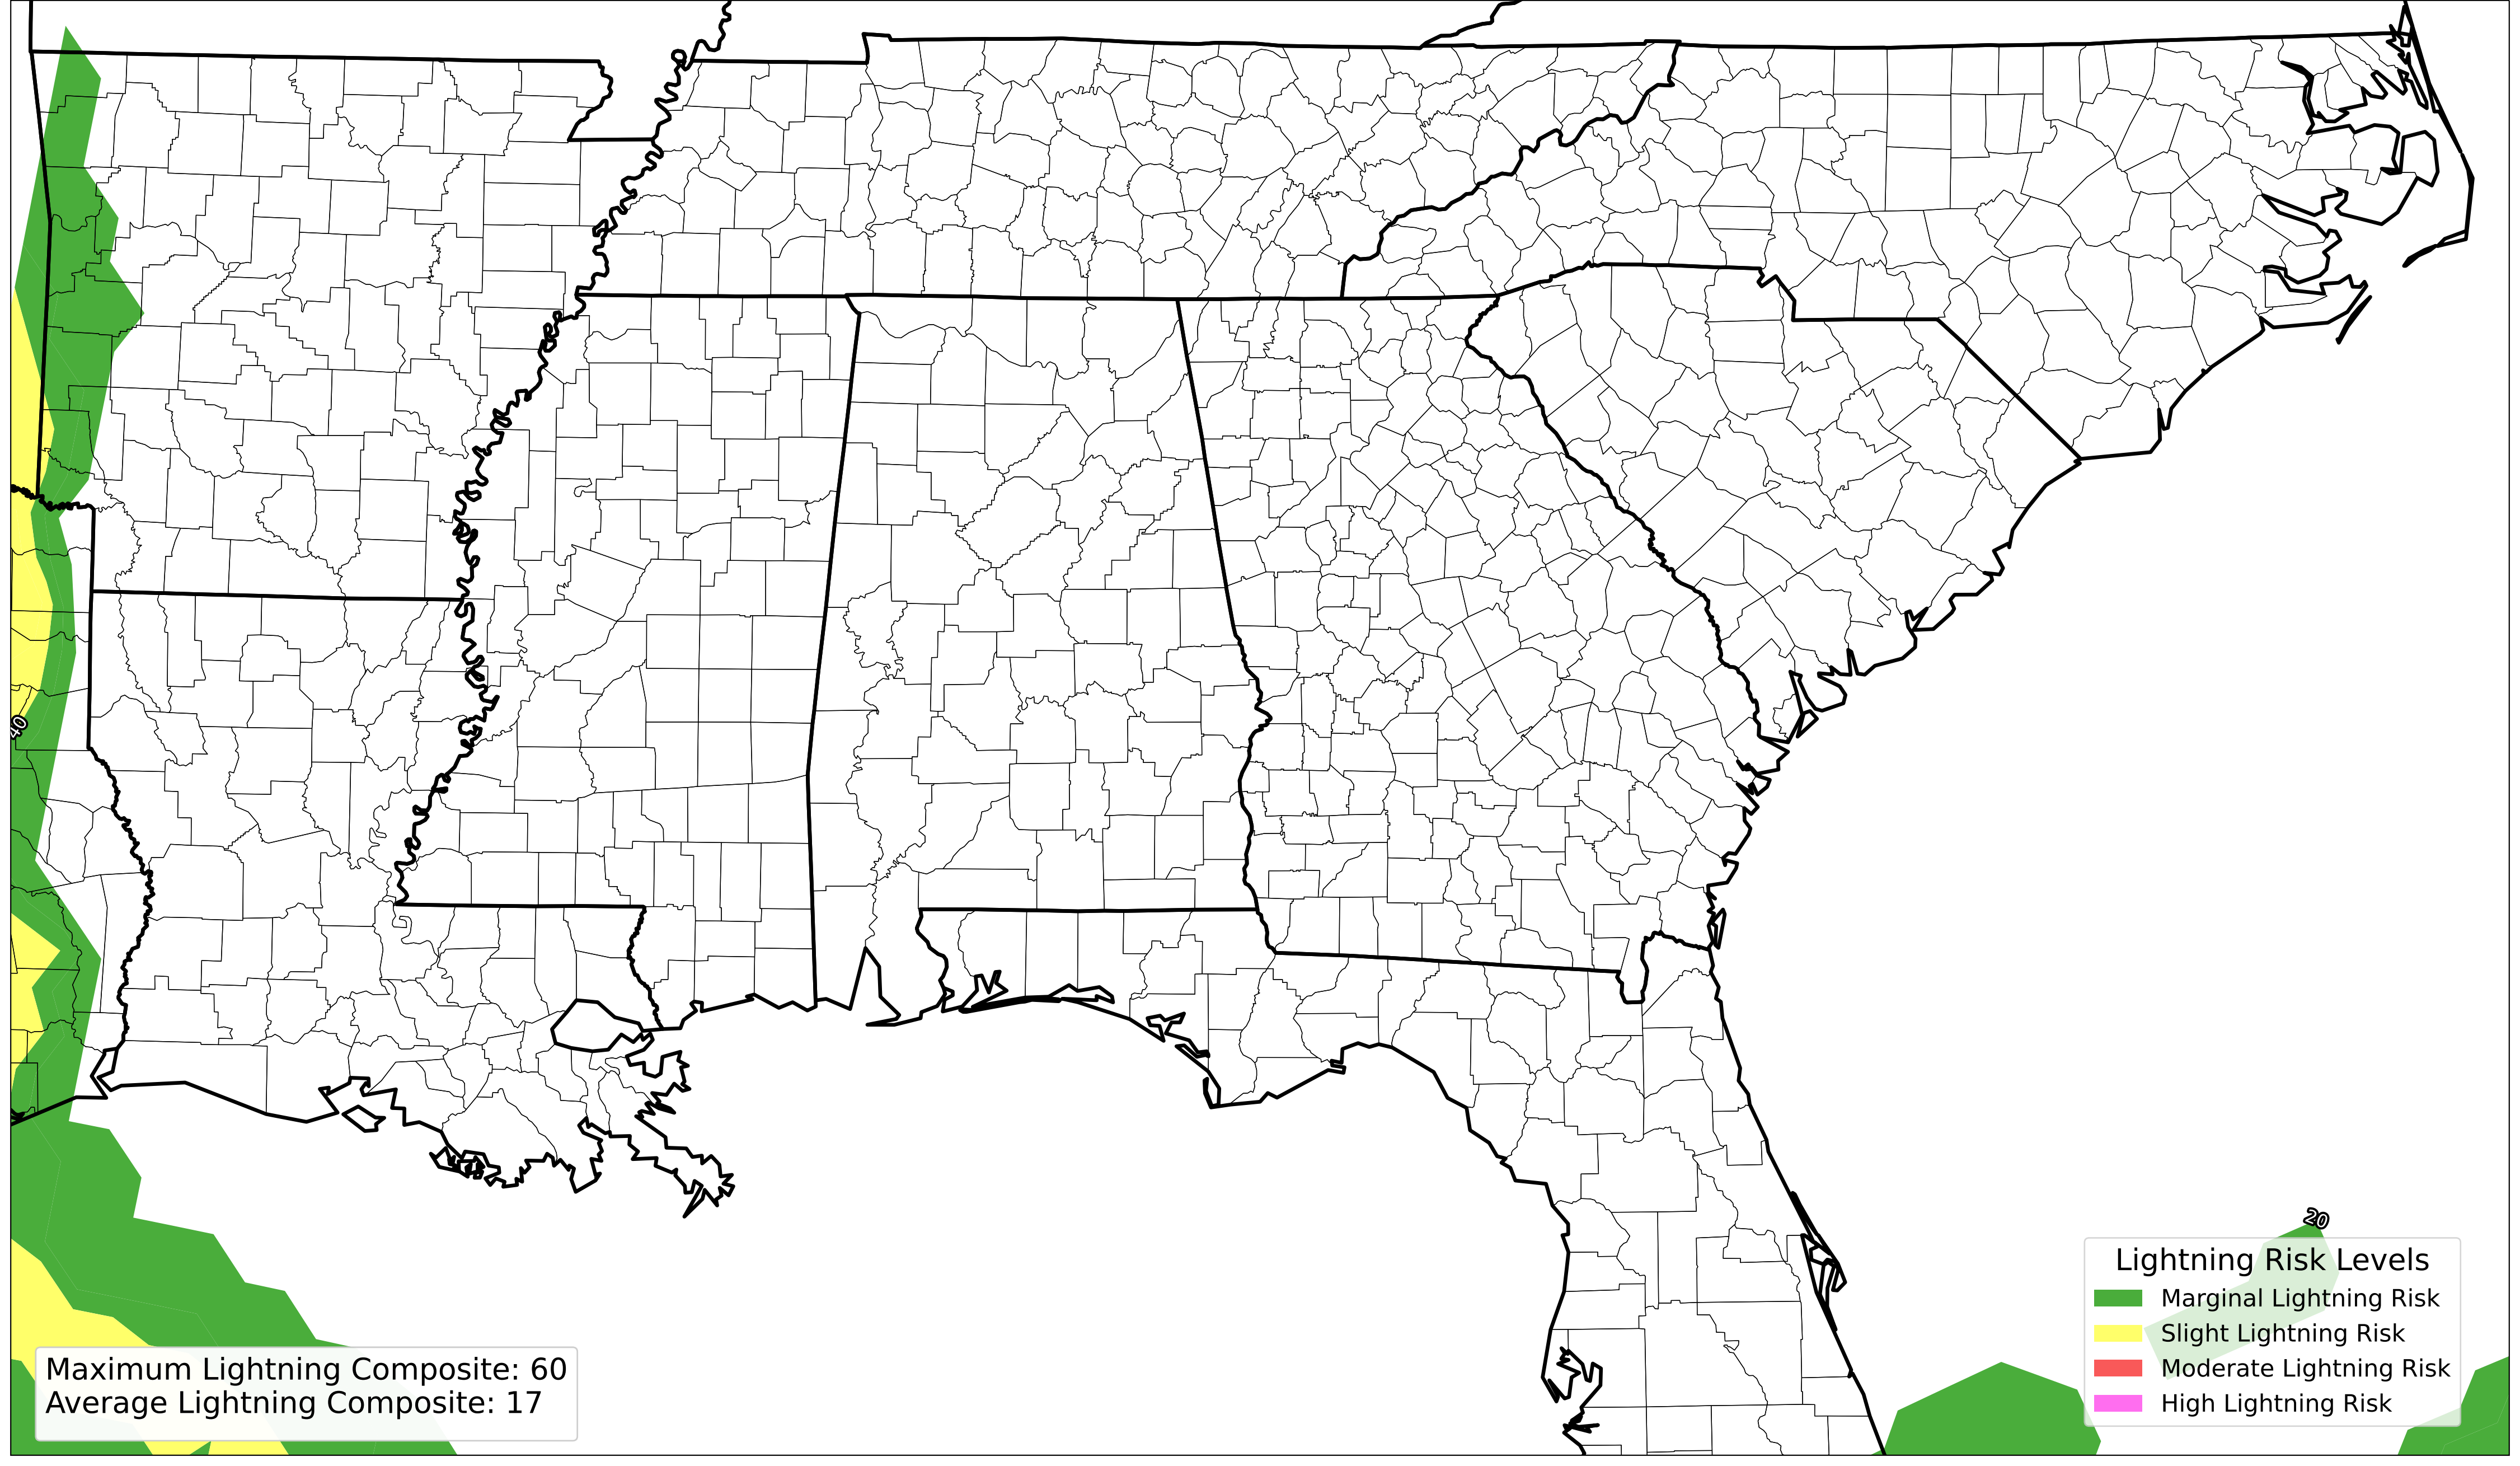 40
20
Lightning Risk Levels
Marginal Lightning Risk
Slight Lightning Risk
Moderate Lightning Risk
High Lightning Risk
Maximum Lightning Composite: 60
Average Lightning Composite: 17